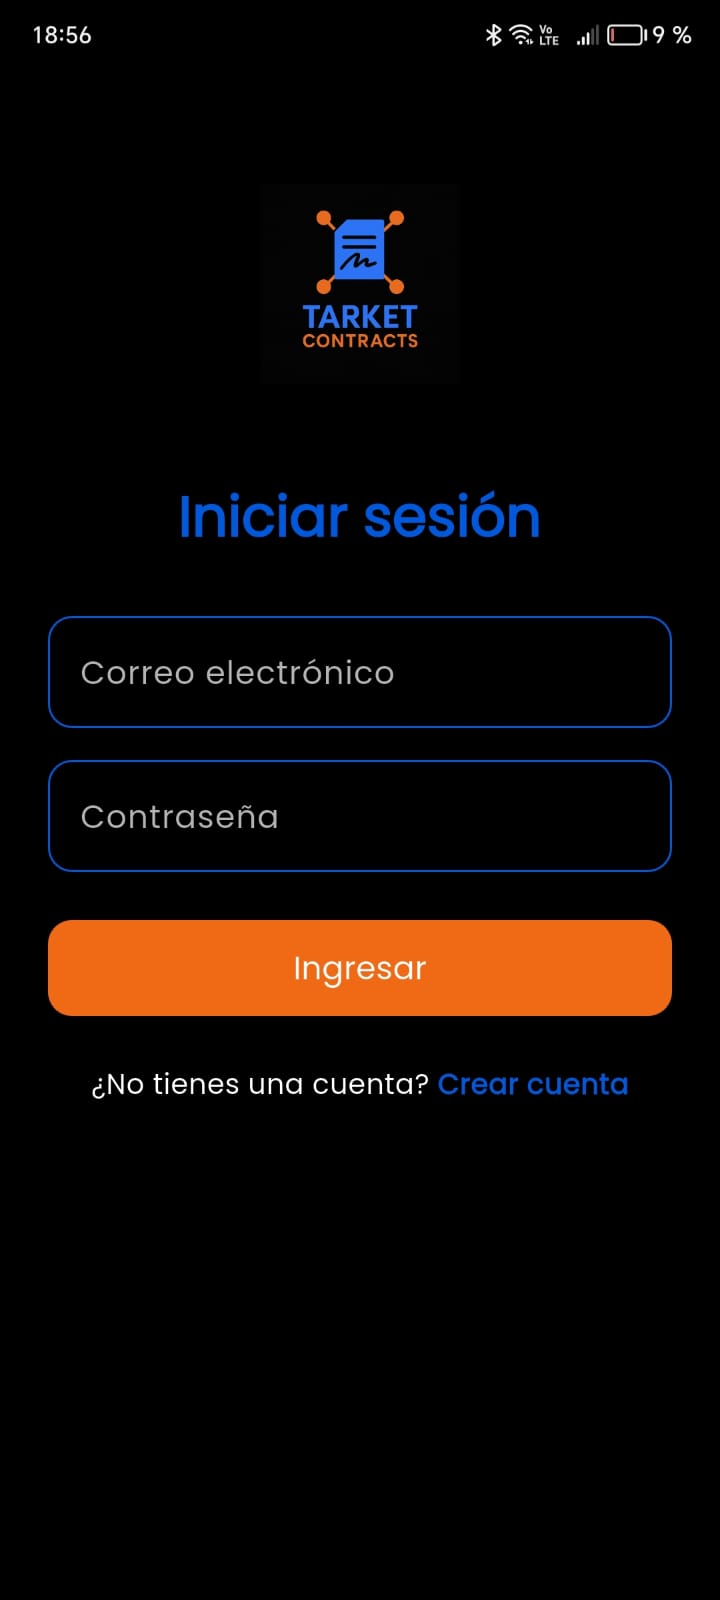 18:56 Vo LTE 9 %
TARKET
CONTRACTS
Iniciar sesión
Correo electrónico
Contraseña
Ingresar
¿No tienes una cuenta? Crear cuenta